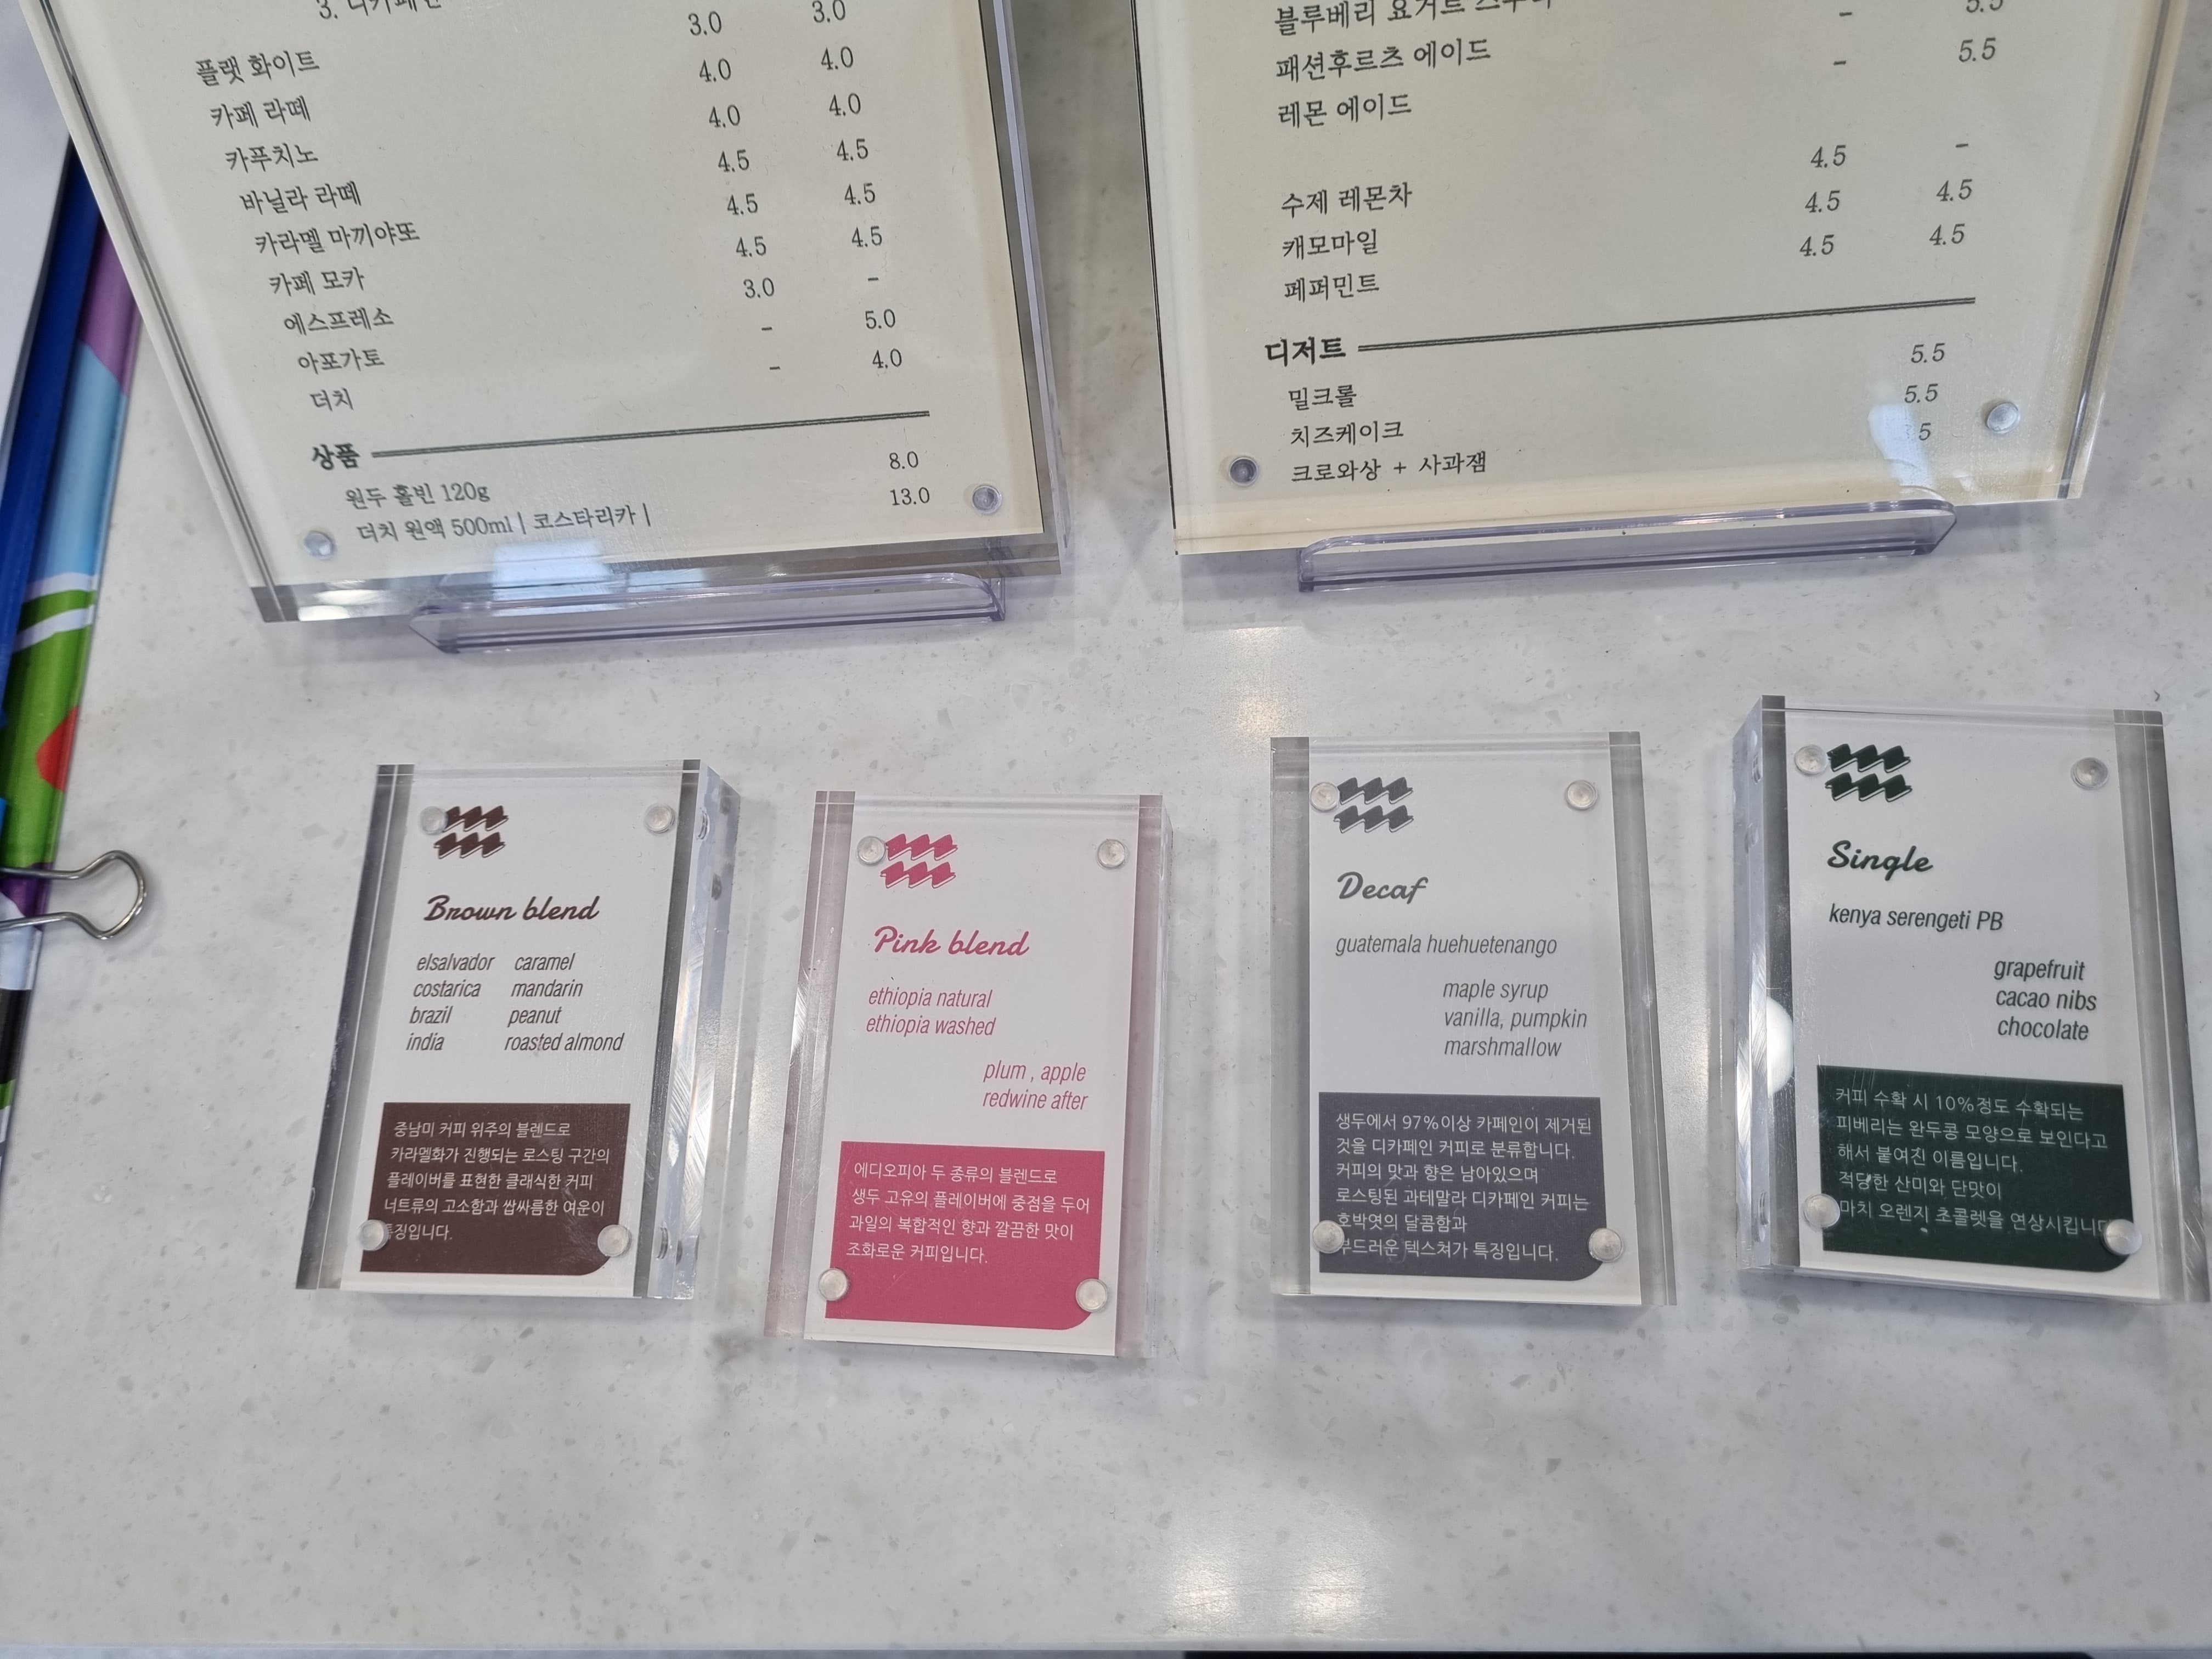 플랫 화이트 3.0 3.0
카페 라떼 4.0 4.0
카푸치노 4.0 4.0
바닐라 라떼 4.5 4.5
카라멜 마끼야또 4.5 4.5
카페 모카 4.5 4.5
에스프레소 3.0 -
아포가토 - 5.0
더치 - 4.0
상품
원두 홀빈 120g 8.0
더치 원액 500ml | 코스타리카 | 13.0
블루베리 요거트
패션후르츠 에이드 - 5.5
레몬 에이드 - 5.5
수제 레몬차 4.5 -
캐모마일 4.5 4.5
페퍼민트 4.5 4.5
디저트
밀크롤 5.5
치즈케이크 5.5
크로와상 + 사과잼
Brown blend
elsalvador caramel
costarica mandarin
brazil peanut
india roasted almond
중남미 커피 위주의 블렌드로
카라멜화가 진행되는 로스팅 구간의
플레이버를 표현한 클래식한 커피
너트류의 고소함과 쌉싸름한 여운이
특징입니다.
Pink blend
ethiopia natural
ethiopia washed
plum , apple
redwine after
에디오피아 두 종류의 블렌드로
생두 고유의 플레이버에 중점을 두어
과일의 복합적인 향과 깔끔한 맛이
조화로운 커피입니다.
Decaf
guatemala huehuetenango
maple syrup
vanilla, pumpkin
marshmallow
생두에서 97%이상 카페인이 제거된
것을 디카페인 커피로 분류합니다.
커피의 맛과 향은 남아있으며
로스팅된 과테말라 디카페인 커피는
호박엿의 달콤함과
부드러운 텍스쳐가 특징입니다.
Single
kenya serengeti PB
grapefruit
cacao nibs
chocolate
커피 수확 시 10%정도 수확되는
피베리는 완두콩 모양으로 보인다고
해서 붙여진 이름입니다.
적당한 산미와 단맛이
마치 오렌지 초콜렛을 연상시킵니다